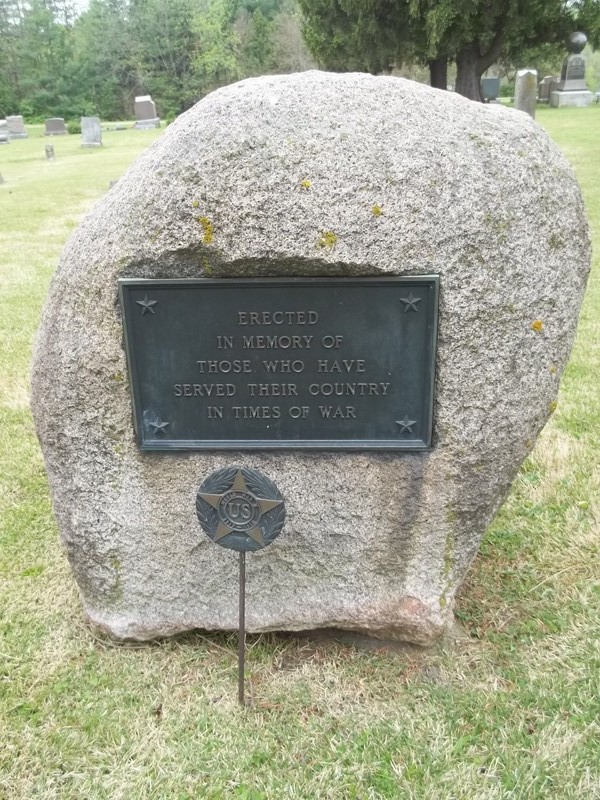 ERECTED
IN MEMORY OF
THOSE WHO HAVE
SERVED THEIR COUNTRY
IN TIMES OF WAR
US